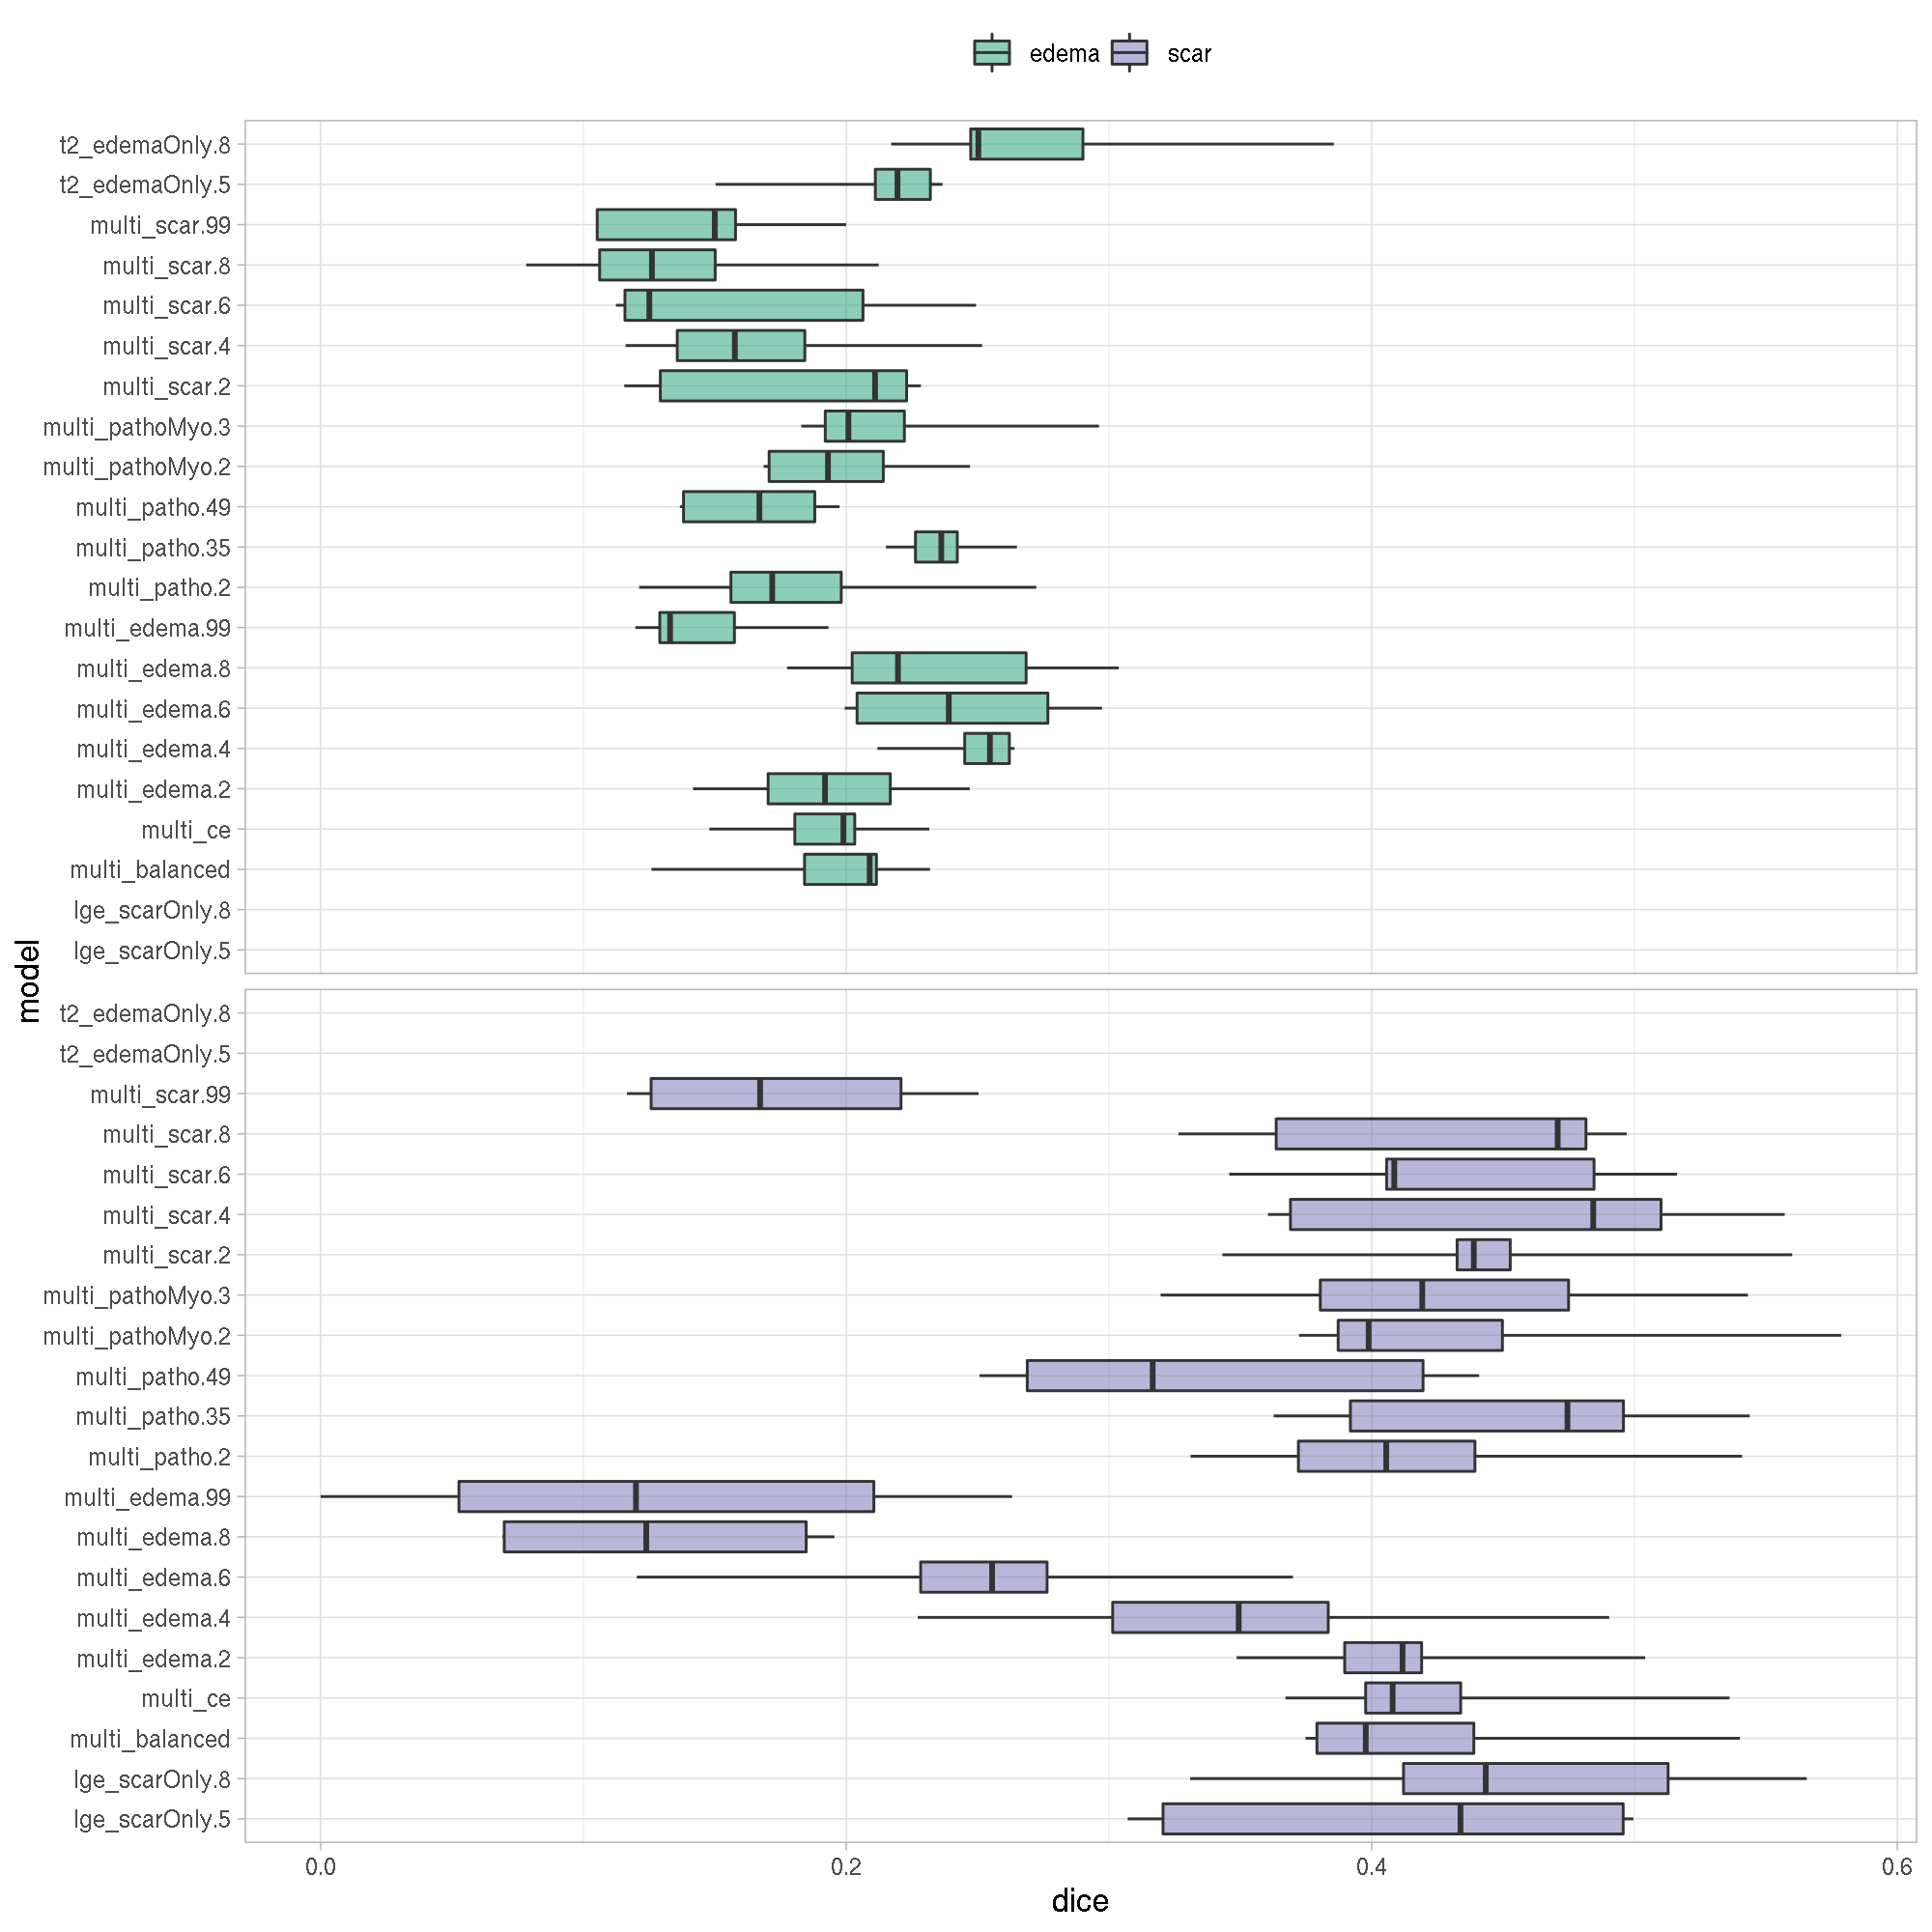 edema scar
t2_edemaOnly.8
t2_edemaOnly.5
multi_scar.99
multi_scar.8
multi_scar.6
multi_scar.4
multi_scar.2
multi_pathoMyo.3
multi_pathoMyo.2
multi_patho.49
multi_patho.35
multi_patho.2
multi_edema.99
multi_edema.8
multi_edema.6
multi_edema.4
multi_edema.2
multi_ce
multi_balanced
lge_scarOnly.8
lge_scarOnly.5
model
t2_edemaOnly.8
t2_edemaOnly.5
multi_scar.99
multi_scar.8
multi_scar.6
multi_scar.4
multi_scar.2
multi_pathoMyo.3
multi_pathoMyo.2
multi_patho.49
multi_patho.35
multi_patho.2
multi_edema.99
multi_edema.8
multi_edema.6
multi_edema.4
multi_edema.2
multi_ce
multi_balanced
lge_scarOnly.8
lge_scarOnly.5
0.0 0.2 0.4 0.6
dice